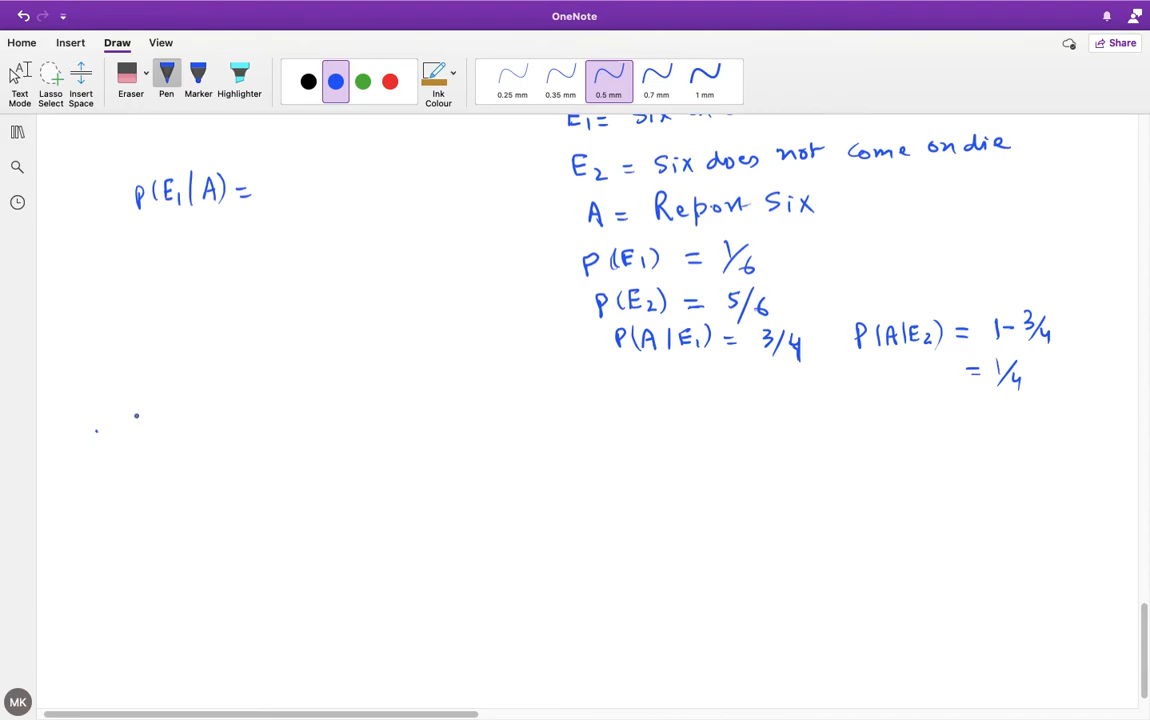 OneNote
Home Insert Draw View
Share
Text Mode
Lasso Select
Insert Space
Eraser
Pen
Marker
Highlighter
Ink Colour
0.25 mm
0.35 mm
0.5 mm
0.7 mm
1 mm
E1 = Six
E2 = Six does not come on die
P(E1 | A) =
A = Report Six
P(E1) = 1/6
P(E2) = 5/6
P(A | E1) = 3/4 P(A|E2) = 1 - 3/4
= 1/4
MK